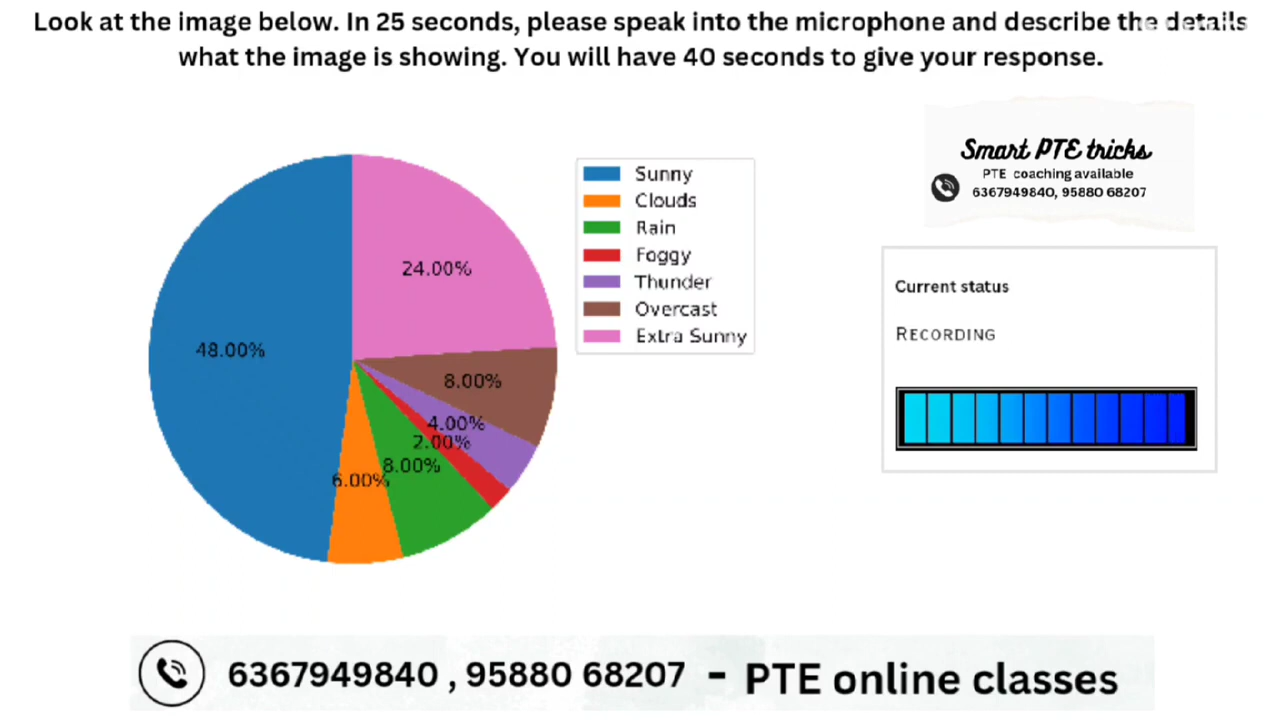 Look at the image below. In 25 seconds, please speak into the microphone and describe the details
what the image is showing. You will have 40 seconds to give your response.
Smart PTE tricks
PTE coaching available
6367949840, 95880 68207
Sunny
Clouds
Rain
Foggy
Thunder
Overcast
Extra Sunny
24.00%
48.00%
8.00%
4.00%
2.00%
8.00%
6.00%
Current status
RECORDING
6367949840 , 95880 68207 - PTE online classes